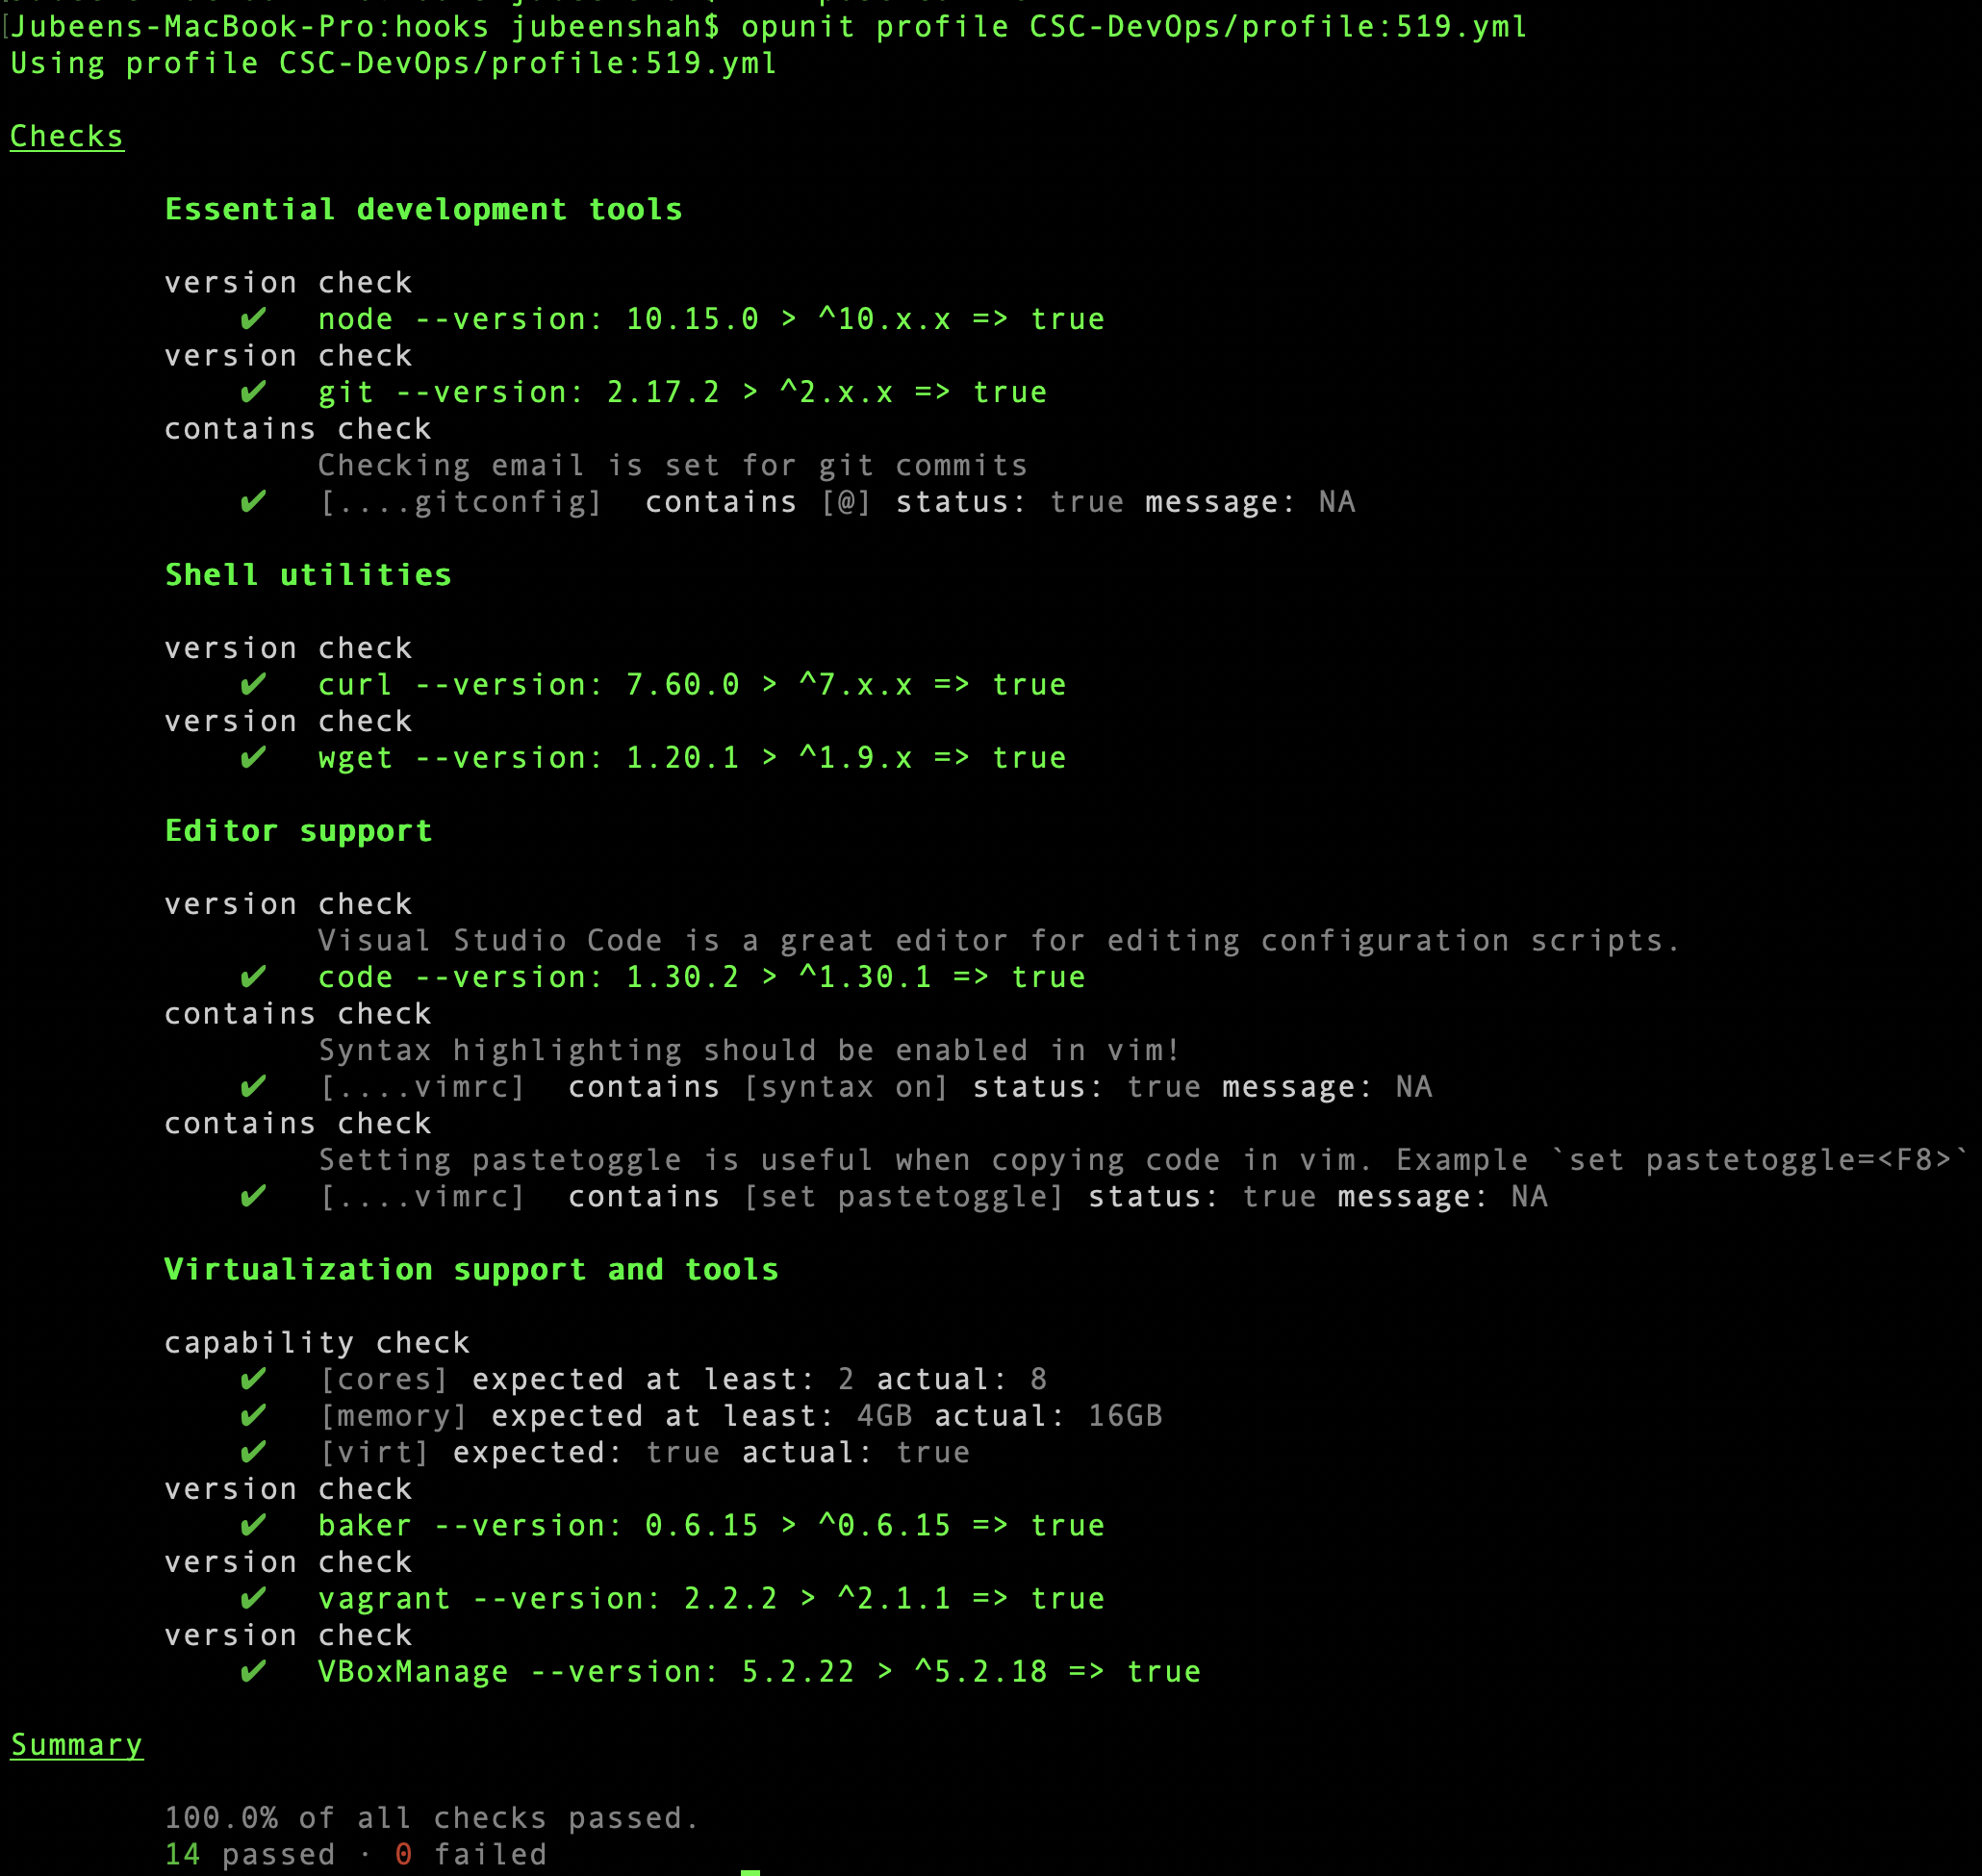 [Jubeens-MacBook-Pro:hooks jubeenshah$ opunit profile CSC-DevOps/profile:519.yml
Using profile CSC-DevOps/profile:519.yml
Checks
Essential development tools
version check
✔ node --version: 10.15.0 > ^10.x.x => true
version check
✔ git --version: 2.17.2 > ^2.x.x => true
contains check
Checking email is set for git commits
✔ [....gitconfig]  contains [@] status: true message: NA
Shell utilities
version check
✔ curl --version: 7.60.0 > ^7.x.x => true
version check
✔ wget --version: 1.20.1 > ^1.9.x => true
Editor support
version check
Visual Studio Code is a great editor for editing configuration scripts.
✔ code --version: 1.30.2 > ^1.30.1 => true
contains check
Syntax highlighting should be enabled in vim!
✔ [....vimrc]  contains [syntax on] status: true message: NA
contains check
Setting pastetoggle is useful when copying code in vim. Example `set pastetoggle=<F8>`
✔ [....vimrc]  contains [set pastetoggle] status: true message: NA
Virtualization support and tools
capability check
✔ [cores] expected at least: 2 actual: 8
✔ [memory] expected at least: 4GB actual: 16GB
✔ [virt] expected: true actual: true
version check
✔ baker --version: 0.6.15 > ^0.6.15 => true
version check
✔ vagrant --version: 2.2.2 > ^2.1.1 => true
version check
✔ VBoxManage --version: 5.2.22 > ^5.2.18 => true
Summary
100.0% of all checks passed.
14 passed · 0 failed